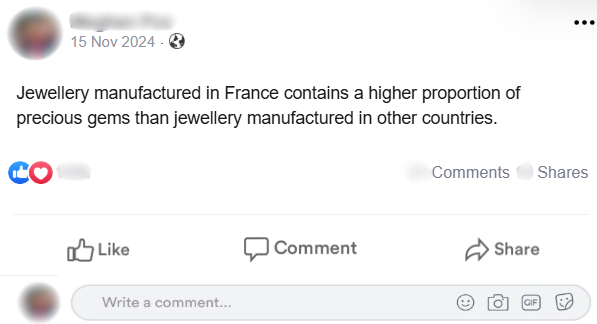 15 Nov 2024 ·
Jewellery manufactured in France contains a higher proportion of
precious gems than jewellery manufactured in other countries.
Comments Shares
Like Comment Share
Write a comment... GIF